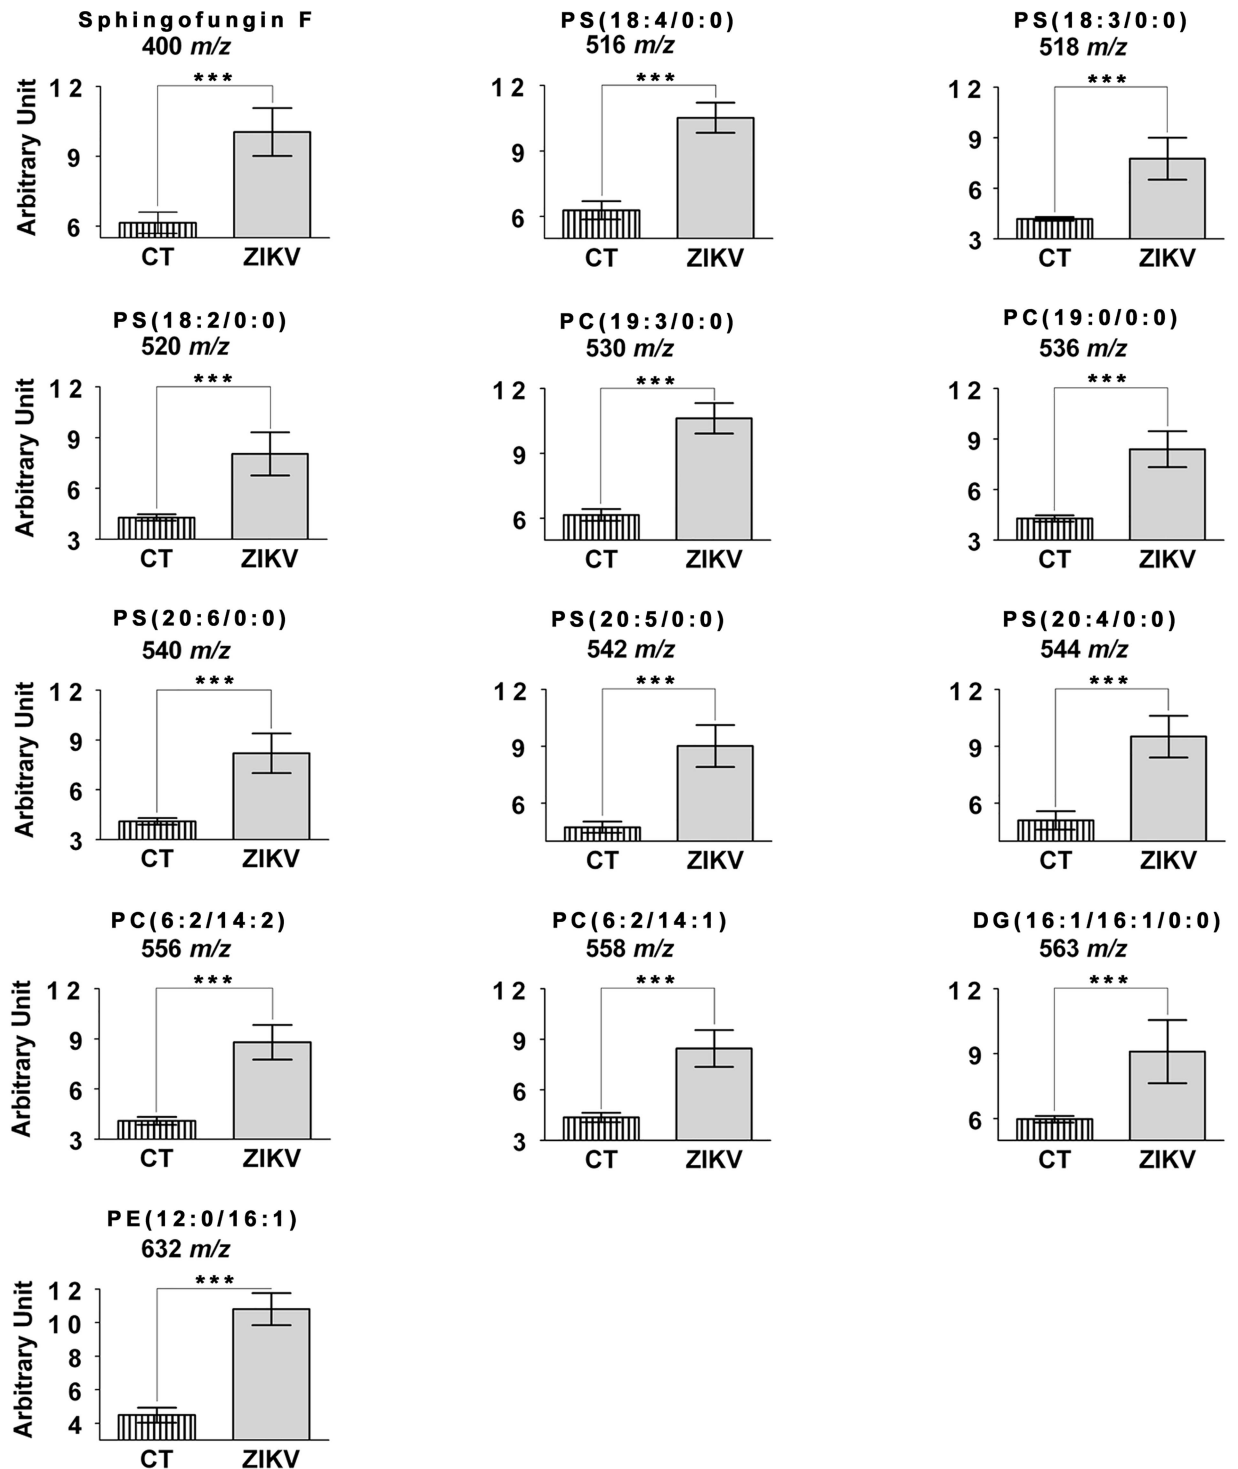 Sphingofungin F
400 m/z
PS(18:4/0:0)
516 m/z
PS(18:3/0:0)
518 m/z
Arbitrary Unit
12
9
6
***
CT ZIKV
12
9
6
***
CT ZIKV
12
9
6
3
***
CT ZIKV
PS(18:2/0:0)
520 m/z
PC(19:3/0:0)
530 m/z
PC(19:0/0:0)
536 m/z
Arbitrary Unit
12
9
6
3
***
CT ZIKV
12
9
6
***
CT ZIKV
12
9
6
3
***
CT ZIKV
PS(20:6/0:0)
540 m/z
PS(20:5/0:0)
542 m/z
PS(20:4/0:0)
544 m/z
Arbitrary Unit
12
9
6
3
***
CT ZIKV
12
9
6
***
CT ZIKV
12
9
6
***
CT ZIKV
PC(6:2/14:2)
556 m/z
PC(6:2/14:1)
558 m/z
DG(16:1/16:1/0:0)
563 m/z
Arbitrary Unit
12
9
6
3
***
CT ZIKV
12
9
6
3
***
CT ZIKV
12
9
6
***
CT ZIKV
PE(12:0/16:1)
632 m/z
Arbitrary Unit
12
10
8
6
4
***
CT ZIKV